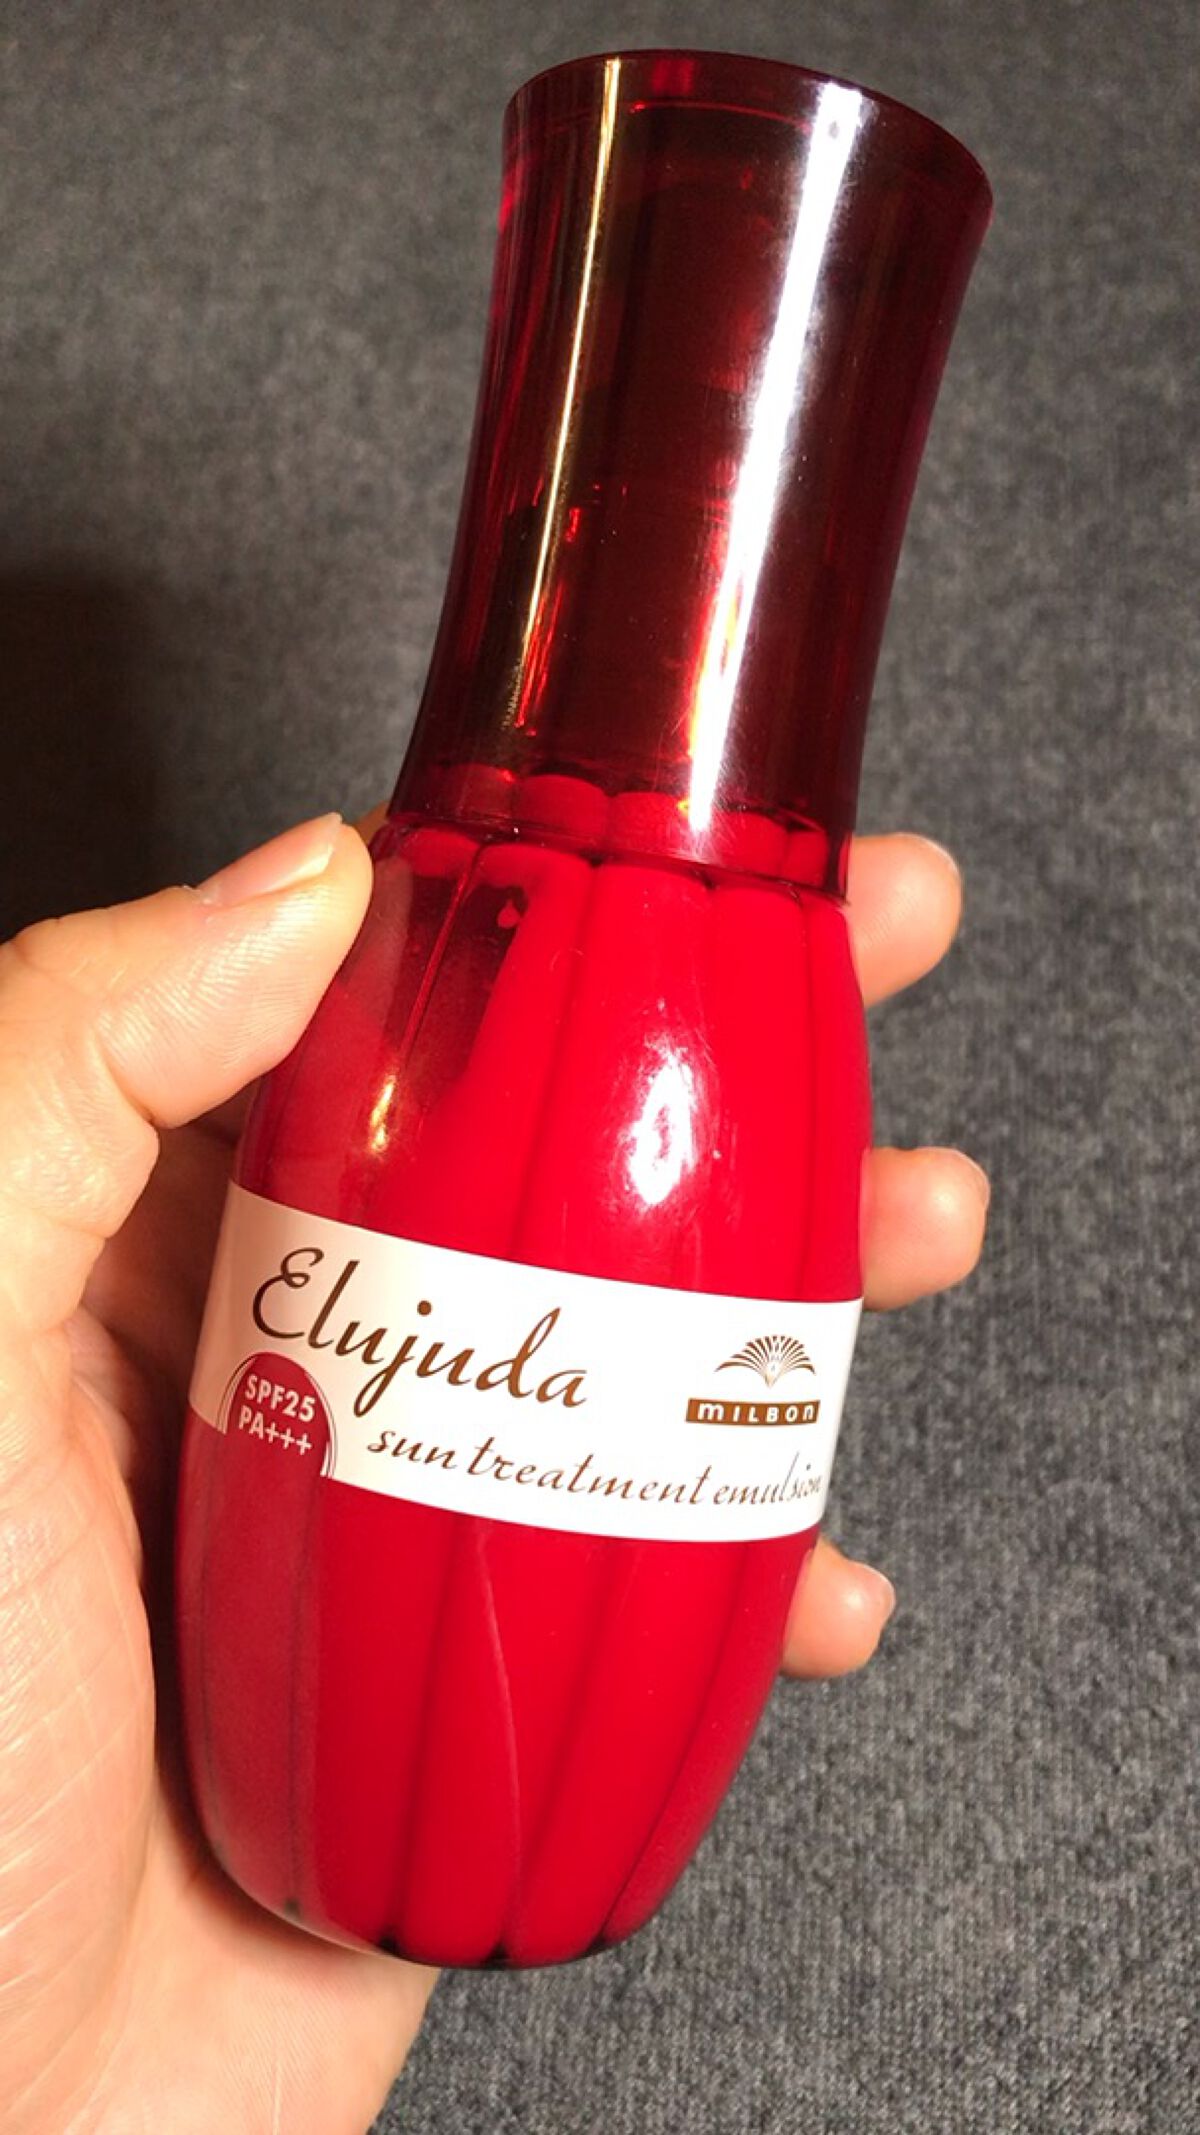 Elujuda
MILBON
SPF25
PA+++
sun treatment emulsion